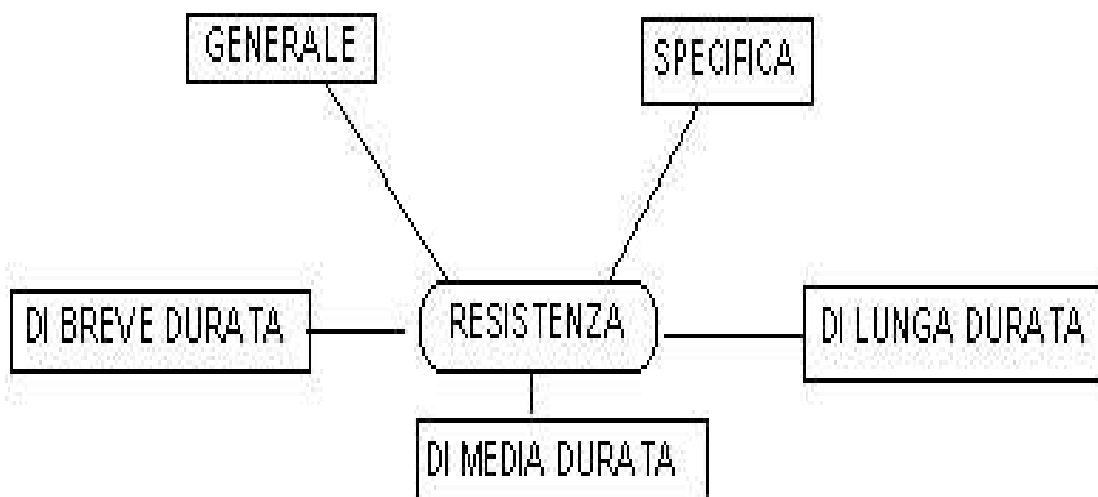 GENERALE
SPECIFICA
DI BREVE DURATA
RESISTENZA
DI LUNGA DURATA
DI MEDIA DURATA